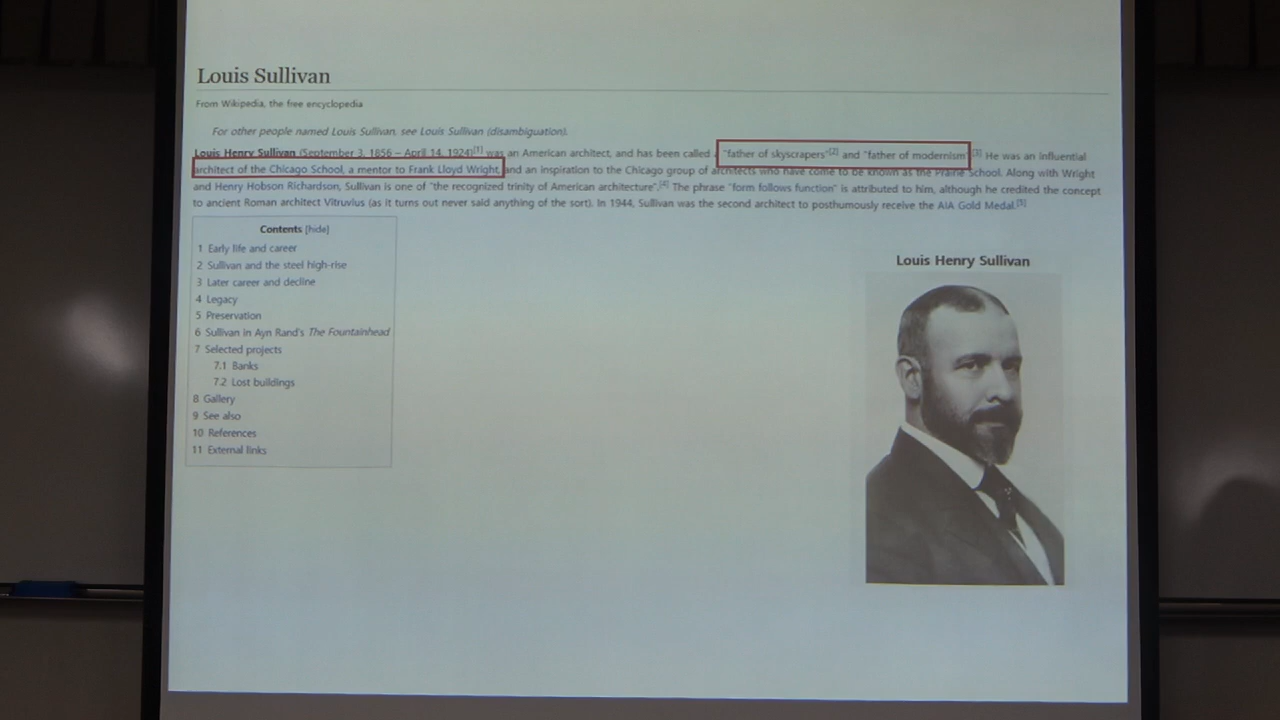 Louis Sullivan
From Wikipedia, the free encyclopedia
For other people named Louis Sullivan, see Louis Sullivan (disambiguation).
Louis Henry Sullivan (September 3, 1856 – April 14, 1924)[1] was an American architect, and has been called a "father of skyscrapers"[2] and "father of modernism".[3] He was an influential
architect of the Chicago School, a mentor to Frank Lloyd Wright, and an inspiration to the Chicago group of architects who have come to be known as the Prairie School. Along with Wright
and Henry Hobson Richardson, Sullivan is one of "the recognized trinity of American architecture".[4] The phrase "form follows function" is attributed to him, although he credited the concept
to ancient Roman architect Vitruvius (as it turns out never said anything of the sort). In 1944, Sullivan was the second architect to posthumously receive the AIA Gold Medal.[5]
Contents [hide]
1 Early life and career
2 Sullivan and the steel high-rise
3 Later career and decline
4 Legacy
5 Preservation
6 Sullivan in Ayn Rand's The Fountainhead
7 Selected projects
7.1 Banks
7.2 Lost buildings
8 Gallery
9 See also
10 References
11 External links
Louis Henry Sullivan